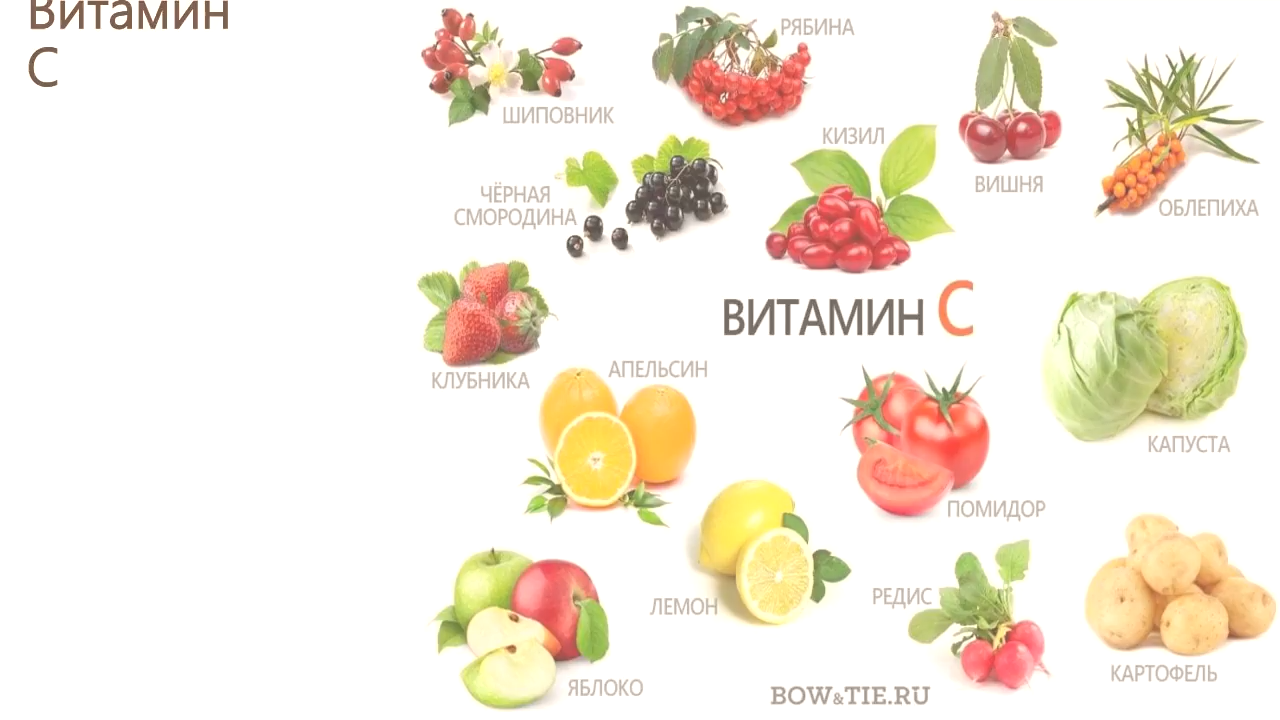 Витамин
С
РЯБИНА
ШИПОВНИК
КИЗИЛ
ВИШНЯ
ЧЁРНАЯ
СМОРОДИНА
ОБЛЕПИХА
ВИТАМИН С
КЛУБНИКА
АПЕЛЬСИН
КАПУСТА
ПОМИДОР
ЛЕМОН
РЕДИС
КАРТОФЕЛЬ
ЯБЛОКО
BOW&TIE.RU